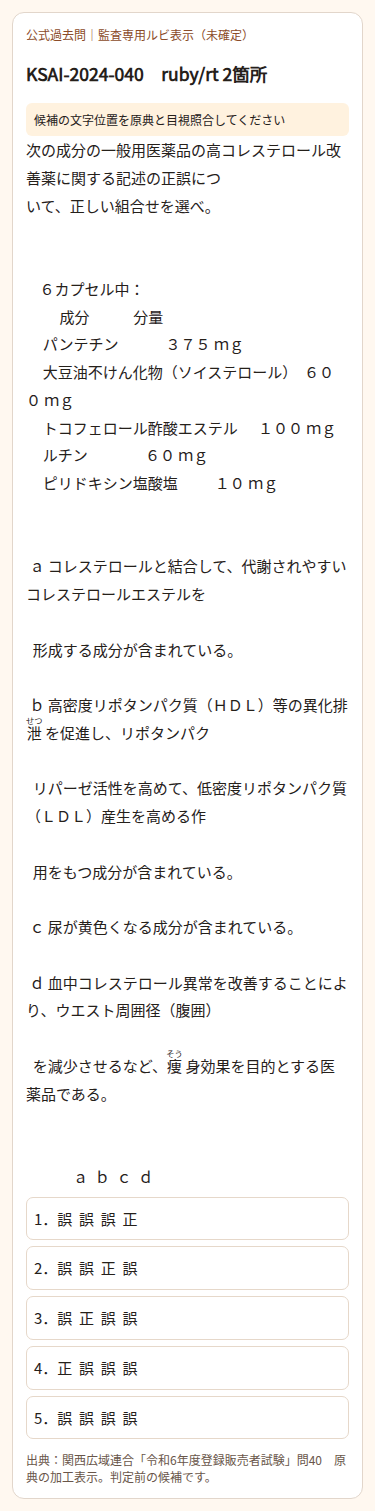 公式過去問｜監査専用ルビ表示（未確定）
KSAI-2024-040　ruby/rt 2箇所
候補の文字位置を原典と目視照合してください
次の成分の一般用医薬品の高コレステロール改
善薬に関する記述の正誤につ
いて、正しい組合せを選べ。
６カプセル中：
成分　　　分量
パンテチン　　　３７５ｍｇ
大豆油不けん化物（ソイステロール）　６０
０ｍｇ
トコフェロール酢酸エステル　１００ｍｇ
ルチン　　　　６０ｍｇ
ピリドキシン塩酸塩　　１０ｍｇ
ａ コレステロールと結合して、代謝されやすい
コレステロールエステルを
形成する成分が含まれている。
ｂ 高密度リポタンパク質（ＨＤＬ）等の異化排
せつ
泄 を促進し、リポタンパク
リパーゼ活性を高めて、低密度リポタンパク質
（ＬＤＬ）産生を高める作
用をもつ成分が含まれている。
ｃ 尿が黄色くなる成分が含まれている。
ｄ 血中コレステロール異常を改善することによ
り、ウエスト周囲径（腹囲）
そう
を減少させるなど、痩 身効果を目的とする医
薬品である。
ａ ｂ ｃ ｄ
1．誤 誤 誤 正
2．誤 誤 正 誤
3．誤 正 誤 誤
4．正 誤 誤 誤
5．誤 誤 誤 誤
出典：関西広域連合「令和6年度登録販売者試験」問40　原
典の加工表示。判定前の候補です。